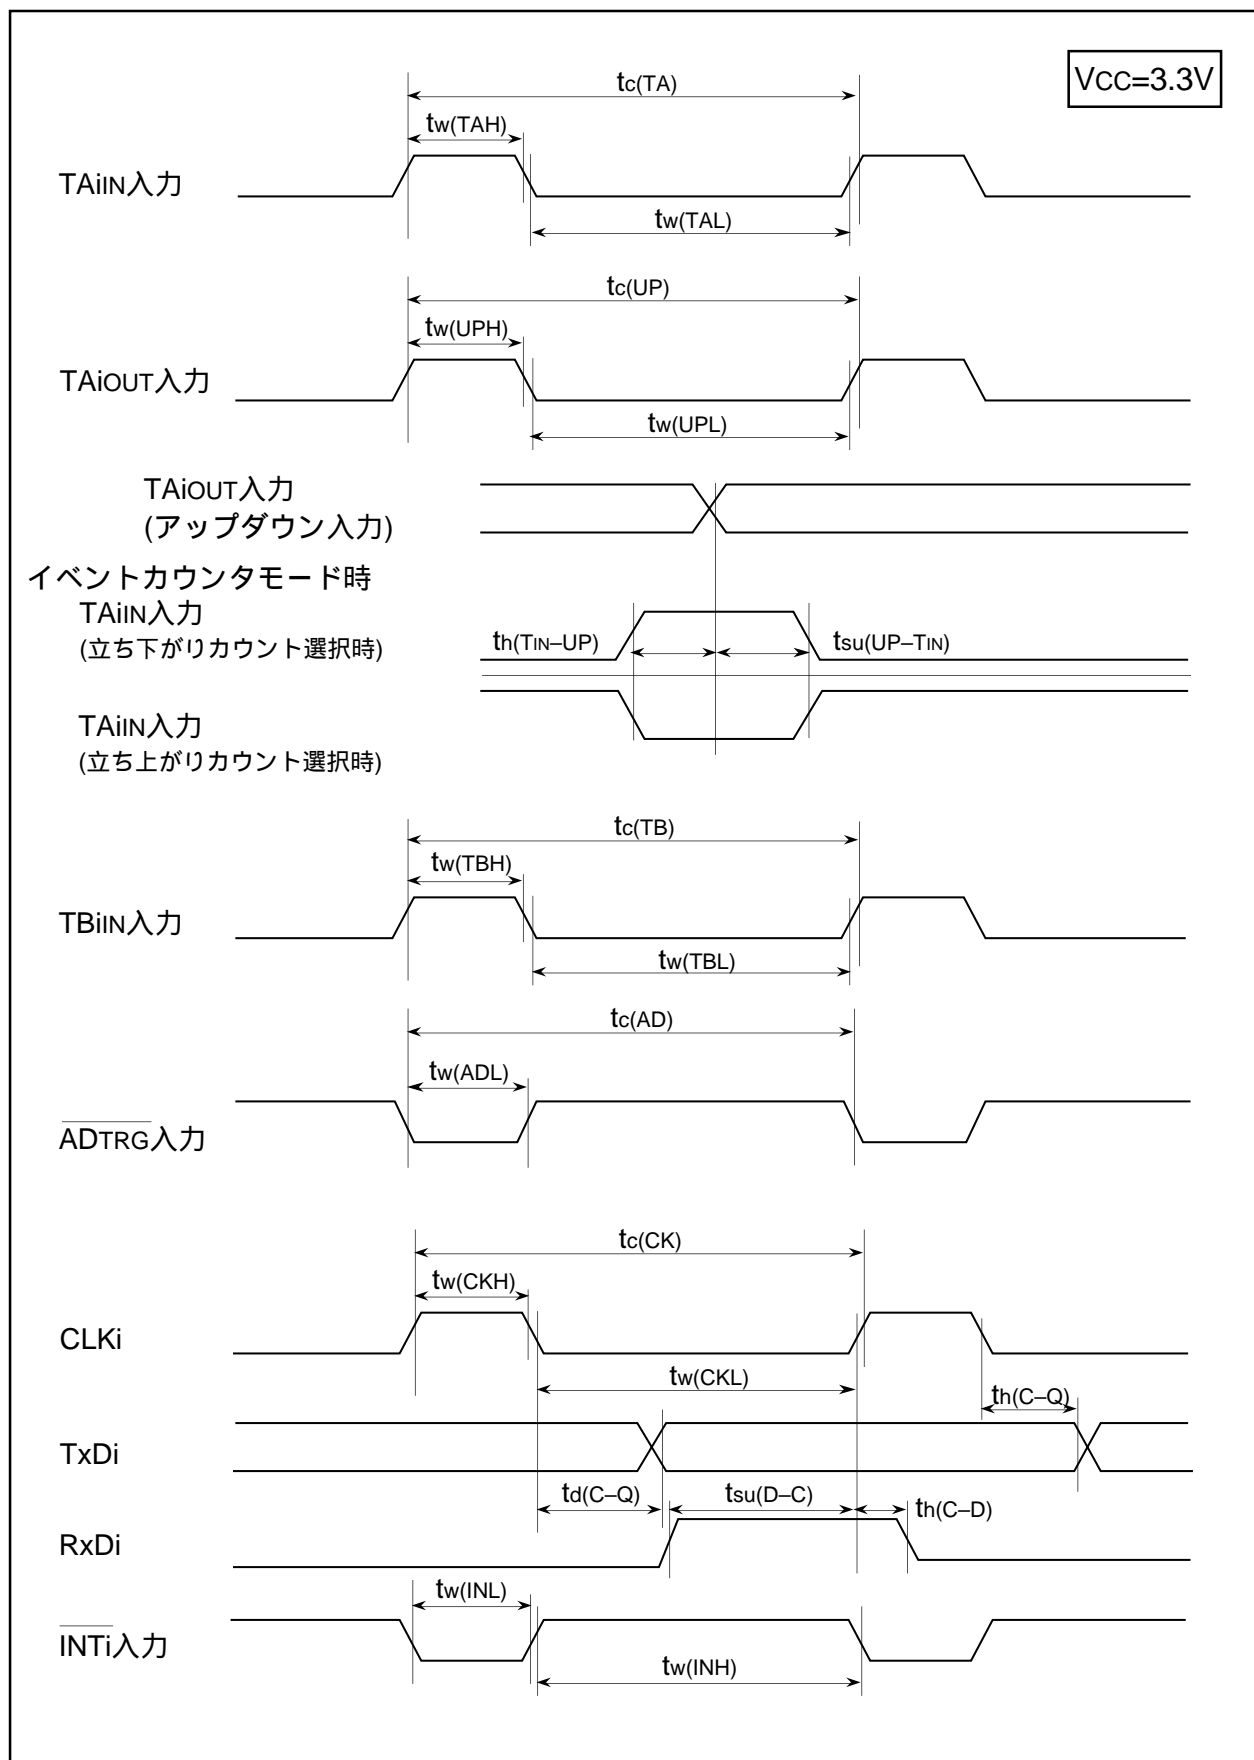 VCC=3.3V
tc(TA)
tw(TAH)
TAiIN入力
tw(TAL)
tc(UP)
tw(UPH)
TAiOUT入力
tw(UPL)
TAiOUT入力
(アップダウン入力)
イベントカウンタモード時
TAiIN入力
(立ち下がりカウント選択時)
th(TIN–UP)
tsu(UP–TIN)
TAiIN入力
(立ち上がりカウント選択時)
tc(TB)
tw(TBH)
TBiIN入力
tw(TBL)
tc(AD)
tw(ADL)
ADTRG入力
tc(CK)
tw(CKH)
CLKi
tw(CKL)
th(C–Q)
TxDi
td(C–Q)
tsu(D–C)
th(C–D)
RxDi
tw(INL)
INTi入力
tw(INH)